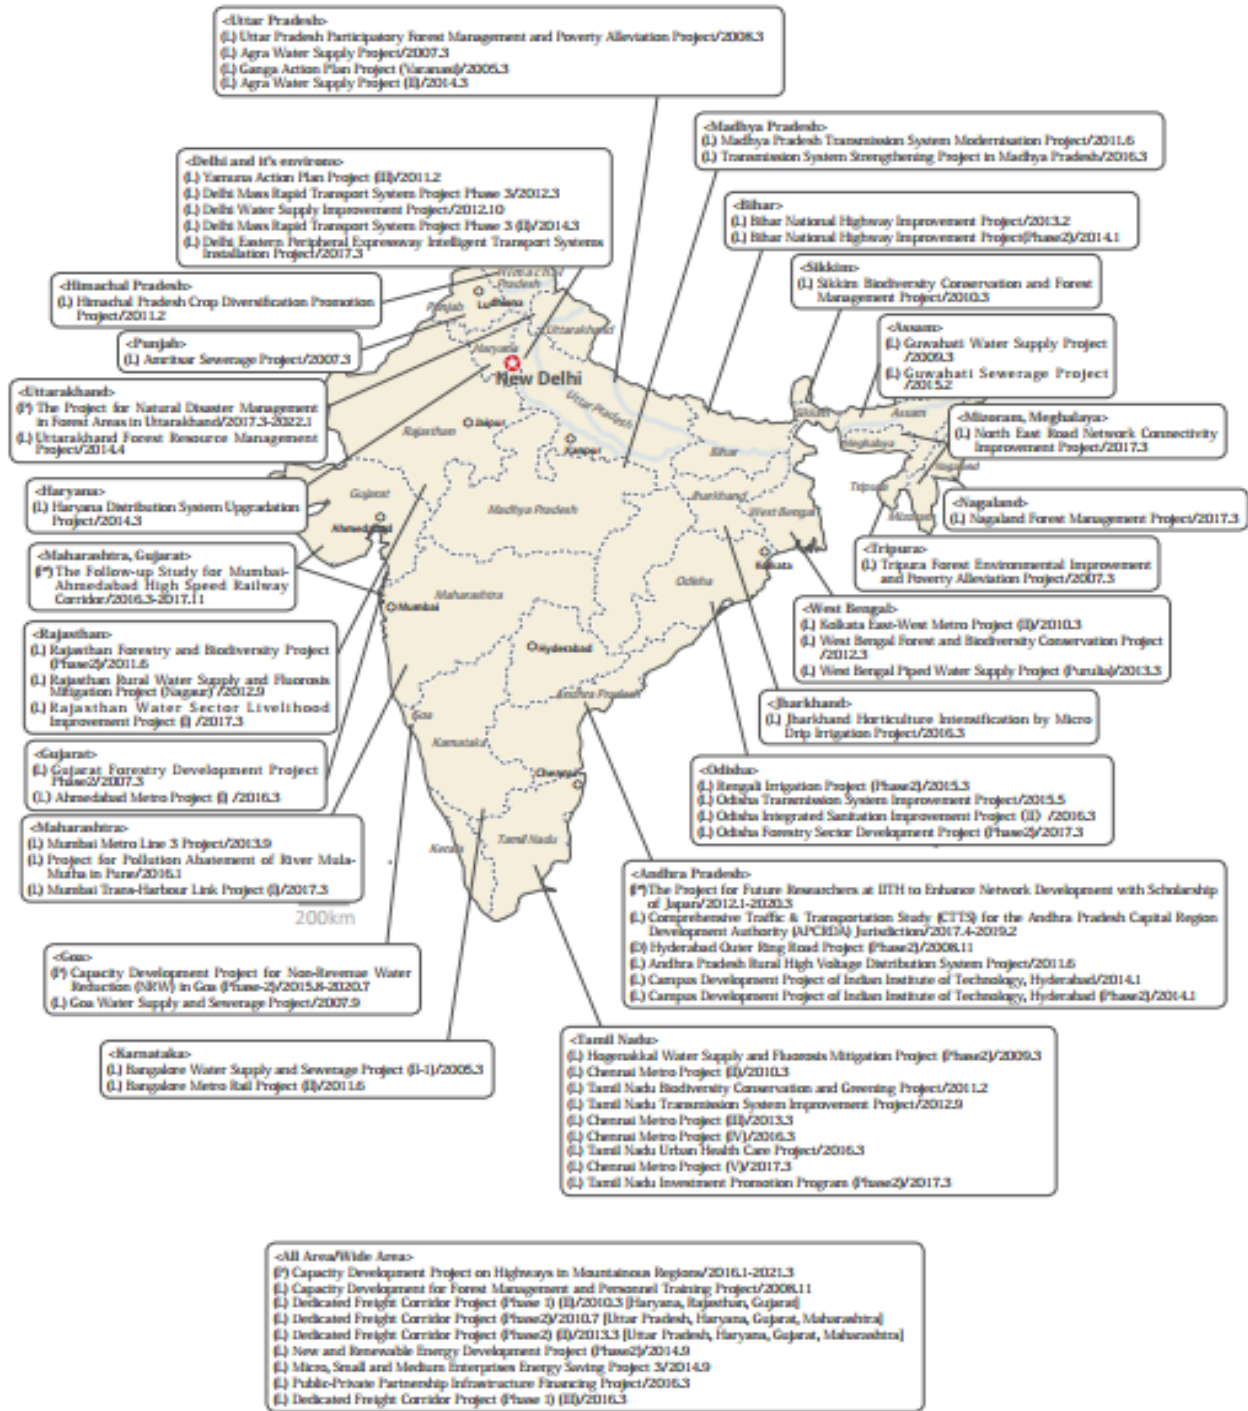 <Uttar Pradesh>
(L) Uttar Pradesh Participatory Forest Management and Poverty Alleviation Project/2008.3
(L) Agra Water Supply Project/2007.3
(L) Ganga Action Plan Project (Varanasi)/2005.3
(L) Agra Water Supply Project (II)/2014.3
<Madhya Pradesh>
(L) Madhya Pradesh Transmission System Modernisation Project/2011.6
(L) Transmission System Strengthening Project in Madhya Pradesh/2016.3
<Delhi and it's environs>
(L) Yamuna Action Plan Project (III)/2011.2
(L) Delhi Mass Rapid Transport System Project Phase 3/2012.3
(L) Delhi Water Supply Improvement Project/2012.10
(L) Delhi Mass Rapid Transport System Project Phase 3 (II)/2014.3
(L) Delhi Eastern Peripheral Expressway Intelligent Transport Systems
Installation Project/2017.3
<Bihar>
(L) Bihar National Highway Improvement Project/2013.2
(L) Bihar National Highway Improvement Project(Phase2)/2014.1
<Sikkim>
(L) Sikkim Biodiversity Conservation and Forest
Management Project/2010.3
<Himachal Pradesh>
(L) Himachal Pradesh Crop Diversification Promotion
Project/2011.2
<Assam>
(L) Guwahati Water Supply Project
/2009.3
(L) Guwahati Sewerage Project
/2015.2
<Punjab>
(L) Amritsar Sewerage Project/2007.3
<Uttarakhand>
(P) The Project for Natural Disaster Management
in Forest Areas in Uttarakhand/2017.3-2022.1
(L) Uttarakhand Forest Resource Management
Project/2014.4
<Mizoram, Meghalaya>
(L) North East Road Network Connectivity
Improvement Project/2017.3
<Haryana>
(L) Haryana Distribution System Upgradation
Project/2014.3
<Nagaland>
(L) Nagaland Forest Management Project/2017.3
<Maharashtra, Gujarat>
(P*) The Follow-up Study for Mumbai-
Ahmedabad High Speed Railway
Corridor/2016.3-2017.11
<Tripura>
(L) Tripura Forest Environmental Improvement
and Poverty Alleviation Project/2007.3
<Rajasthan>
(L) Rajasthan Forestry and Biodiversity Project
(Phase2)/2011.6
(L) Rajasthan Rural Water Supply and Fluorosis
Mitigation Project (Nagaur) /2012.9
(L) Rajasthan Water Sector Livelihood
Improvement Project (I) /2017.3
<West Bengal>
(L) Kolkata East-West Metro Project (II)/2010.3
(L) West Bengal Forest and Biodiversity Conservation Project
/2012.3
(L) West Bengal Piped Water Supply Project (Purulia)/2013.3
<Jharkhand>
(L) Jharkhand Horticulture Intensification by Micro
Drip Irrigation Project/2016.3
<Gujarat>
(L) Gujarat Forestry Development Project
Phase2/2007.3
(L) Ahmedabad Metro Project (I) /2016.3
<Odisha>
(L) Rengali Irrigation Project (Phase2)/2015.3
(L) Odisha Transmission System Improvement Project/2015.5
(L) Odisha Integrated Sanitation Improvement Project (II) /2016.3
(L) Odisha Forestry Sector Development Project (Phase2)/2017.3
<Maharashtra>
(L) Mumbai Metro Line 3 Project/2013.9
(L) Project for Pollution Abatement of River Mula-
Mutha in Pune/2016.1
(L) Mumbai Trans-Harbour Link Project (I)/2017.3
<Andhra Pradesh>
(P*)The Project for Future Researchers at IITH to Enhance Network Development with Scholarship
of Japan/2012.1-2020.3
(L) Comprehensive Traffic & Transportation Study (CTTS) for the Andhra Pradesh Capital Region
Development Authority (APCRDA) Jurisdiction/2017.4-2019.2
(D) Hyderabad Outer Ring Road Project (Phase2)/2008.11
(L) Andhra Pradesh Rural High Voltage Distribution System Project/2011.6
(L) Campus Development Project of Indian Institute of Technology, Hyderabad/2014.1
(L) Campus Development Project of Indian Institute of Technology, Hyderabad (Phase2)/2014.1
<Goa>
(P) Capacity Development Project for Non-Revenue Water
Reduction (NRW) in Goa (Phase-2)/2015.8-2020.7
(L) Goa Water Supply and Sewerage Project/2007.9
<Karnataka>
(L) Bangalore Water Supply and Sewerage Project (II-1)/2005.3
(L) Bangalore Metro Rail Project (II)/2011.6
<Tamil Nadu>
(L) Hogenakkal Water Supply and Fluorosis Mitigation Project (Phase2)/2009.3
(L) Chennai Metro Project (II)/2010.3
(L) Tamil Nadu Biodiversity Conservation and Greening Project/2011.2
(L) Tamil Nadu Transmission System Improvement Project/2012.9
(L) Chennai Metro Project (III)/2013.3
(L) Chennai Metro Project (IV)/2016.3
(L) Tamil Nadu Urban Health Care Project/2016.3
(L) Chennai Metro Project (V)/2017.3
(L) Tamil Nadu Investment Promotion Program (Phase2)/2017.3
<All Area/Wide Area>
(P) Capacity Development Project on Highways in Mountainous Regions/2016.1-2021.3
(L) Capacity Development for Forest Management and Personnel Training Project/2008.11
(L) Dedicated Freight Corridor Project (Phase 1) (II)/2010.3 [Haryana, Rajasthan, Gujarat]
(L) Dedicated Freight Corridor Project (Phase2)/2010.7 [Uttar Pradesh, Haryana, Gujarat, Maharashtra]
(L) Dedicated Freight Corridor Project (Phase2) (II)/2013.3 [Uttar Pradesh, Haryana, Gujarat, Maharashtra]
(L) New and Renewable Energy Development Project (Phase2)/2014.9
(L) Micro, Small and Medium Enterprises Energy Saving Project 3/2014.9
(L) Public-Private Partnership Infrastructure Financing Project/2016.3
(L) Dedicated Freight Corridor Project (Phase 1) (III)/2016.3
Himachal
Pradesh
Punjab
Ludhiana
Uttarakhand
Haryana
New Delhi
Uttar Pradesh
Rajasthan
Jaipur
Kanpur
Bihar
Sikkim
Assam
Meghalaya
Nagaland
Tripura
Mizoram
Gujarat
Ahmedabad
Madhya Pradesh
Jharkhand
West Bengal
Kolkata
Odisha
Maharashtra
Mumbai
Hyderabad
Andhra Pradesh
Goa
Karnataka
Chennai
Kerala
Tamil Nadu
200km